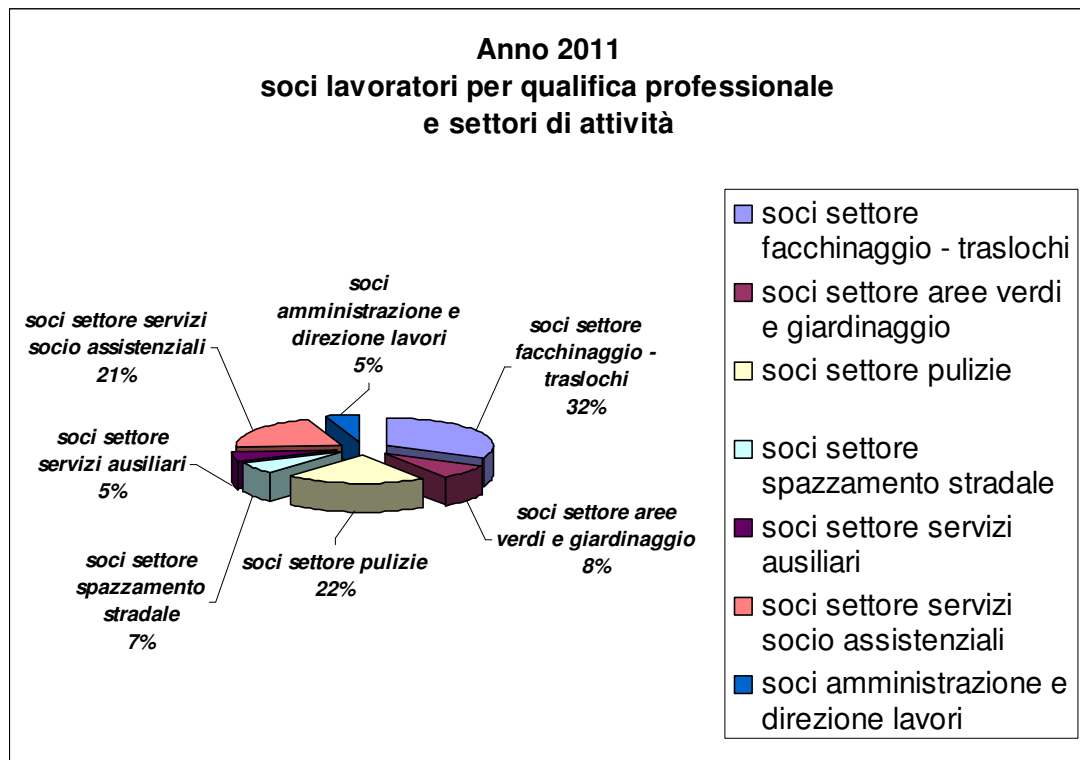 Anno 2011
soci lavoratori per qualifica professionale
e settori di attività
soci
amministrazione e
direzione lavori
5%
soci settore servizi
socio assistenziali
21%
soci settore
facchinaggio -
traslochi
32%
soci settore
servizi ausiliari
5%
soci settore aree
verdi e giardinaggio
8%
soci settore pulizie
22%
soci settore
spazzamento
stradale
7%
soci settore
facchinaggio - traslochi
soci settore aree verdi
e giardinaggio
soci settore pulizie
soci settore
spazzamento stradale
soci settore servizi
ausiliari
soci settore servizi
socio assistenziali
soci amministrazione e
direzione lavori